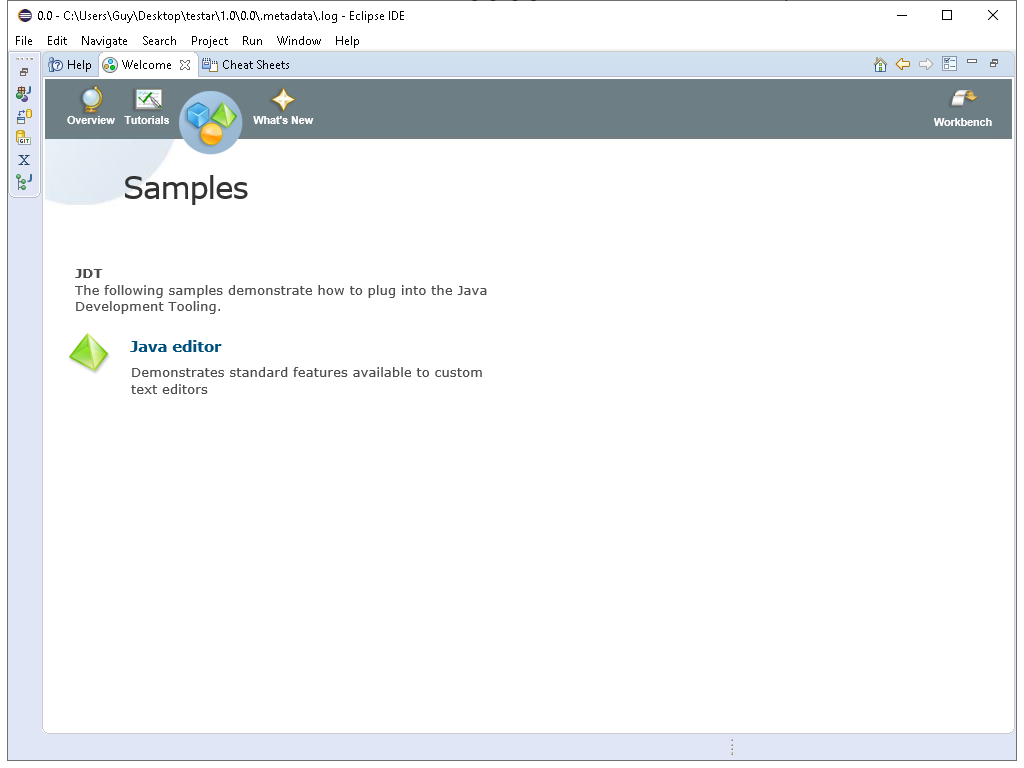 0.0 - C:\Users\Guy\Desktop\testar\1.0\0.0\.metadata\.log - Eclipse IDE
File Edit Navigate Search Project Run Window Help
Help Welcome Cheat Sheets
Overview Tutorials What's New Workbench
GIT
X
Samples
JDT
The following samples demonstrate how to plug into the Java
Development Tooling.
Java editor
Demonstrates standard features available to custom
text editors